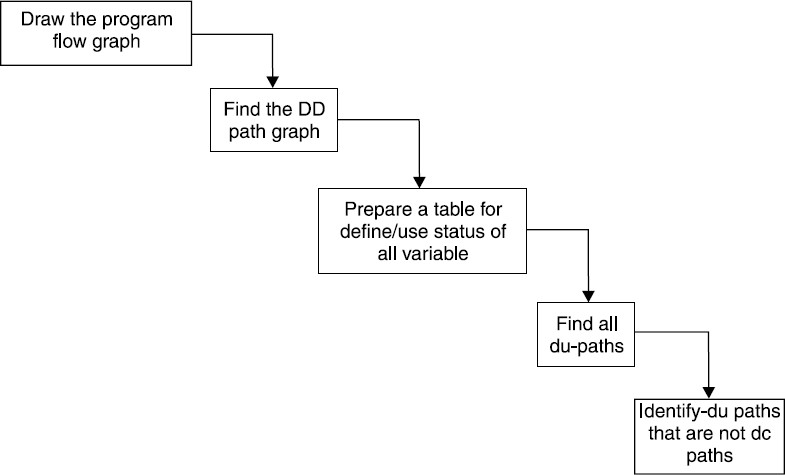 Draw the program
flow graph
Find the DD
path graph
Prepare a table for
define/use status of
all variable
Find all
du-paths
Identify-du paths
that are not dc
paths